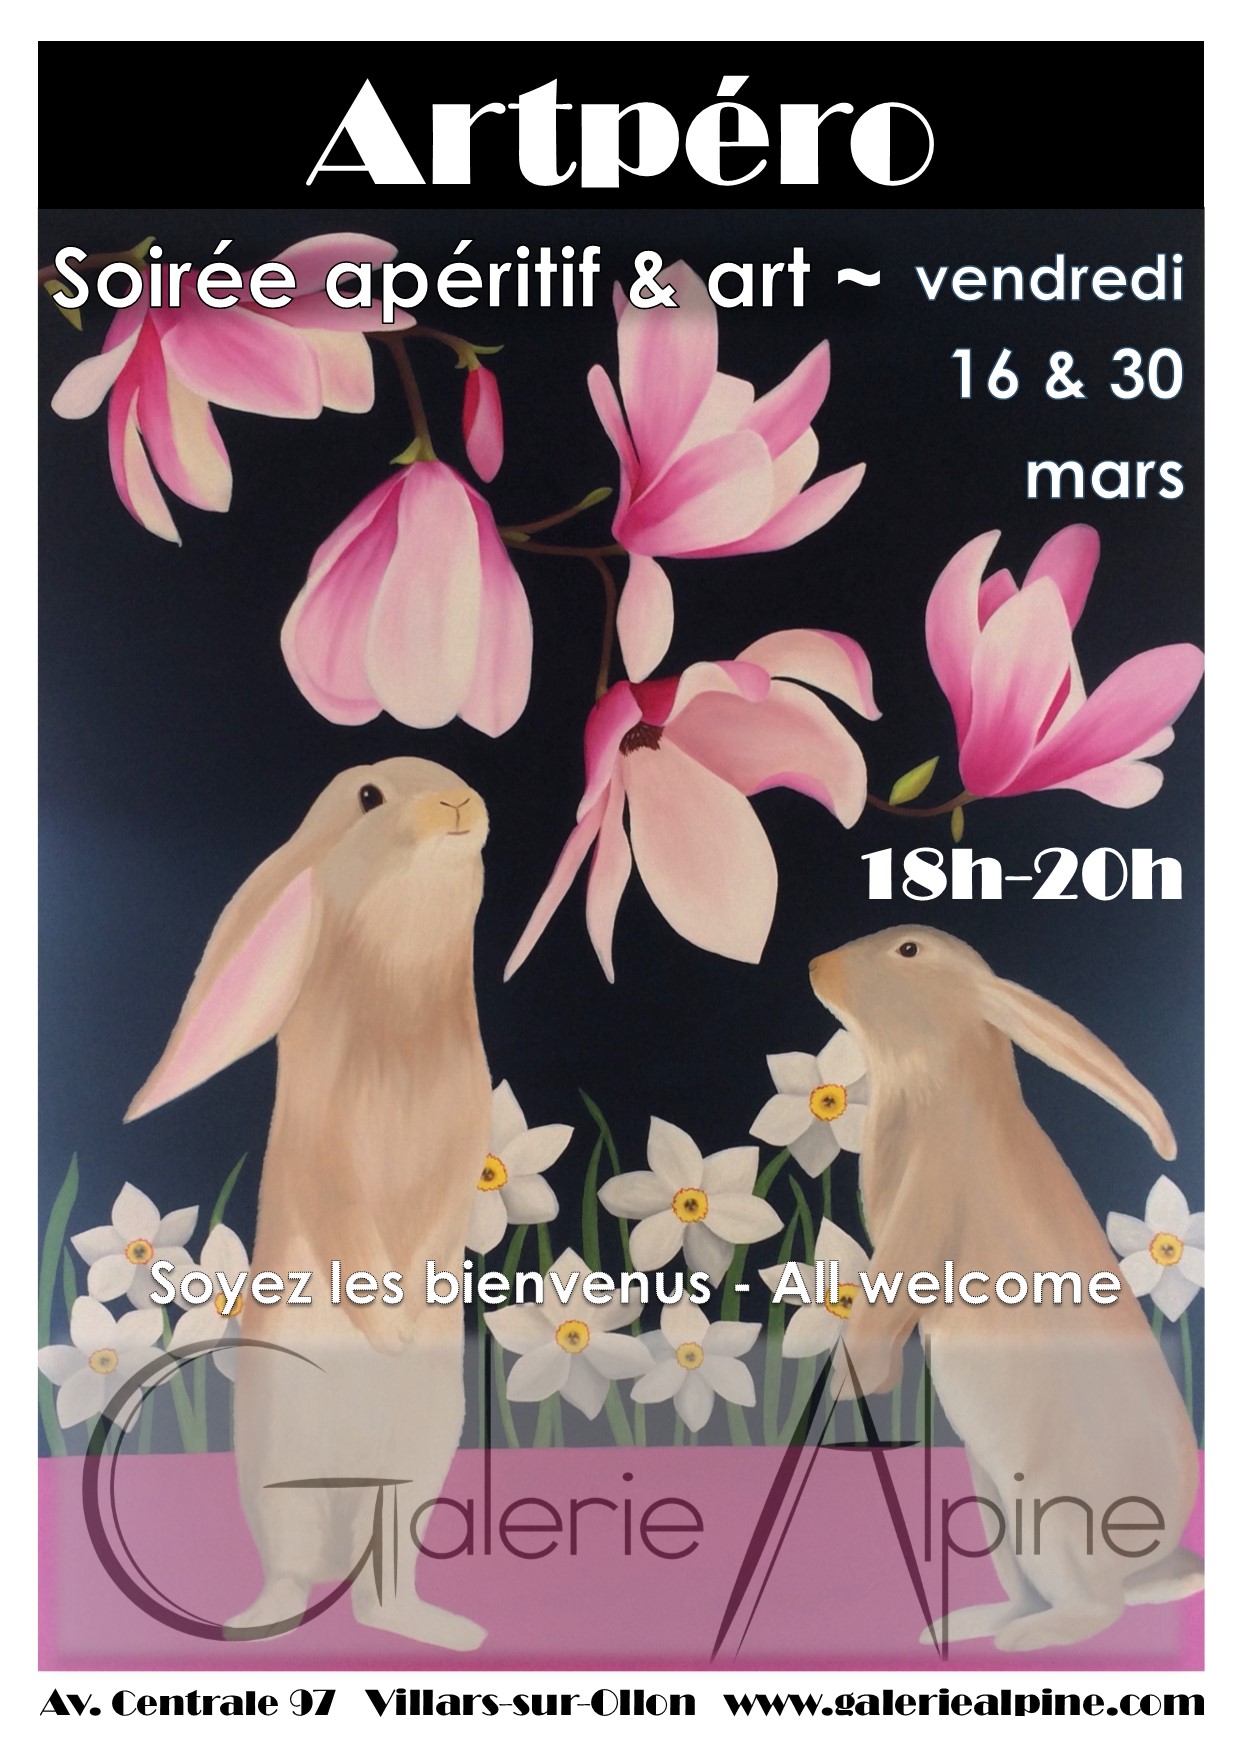 Artpéro
Soirée apéritif & art ~ vendredi
16 & 30
mars
18h-20h
Soyez les bienvenus - All welcome
Galerie Alpine
Av. Centrale 97 Villars-sur-Ollon www.galeriealpine.com